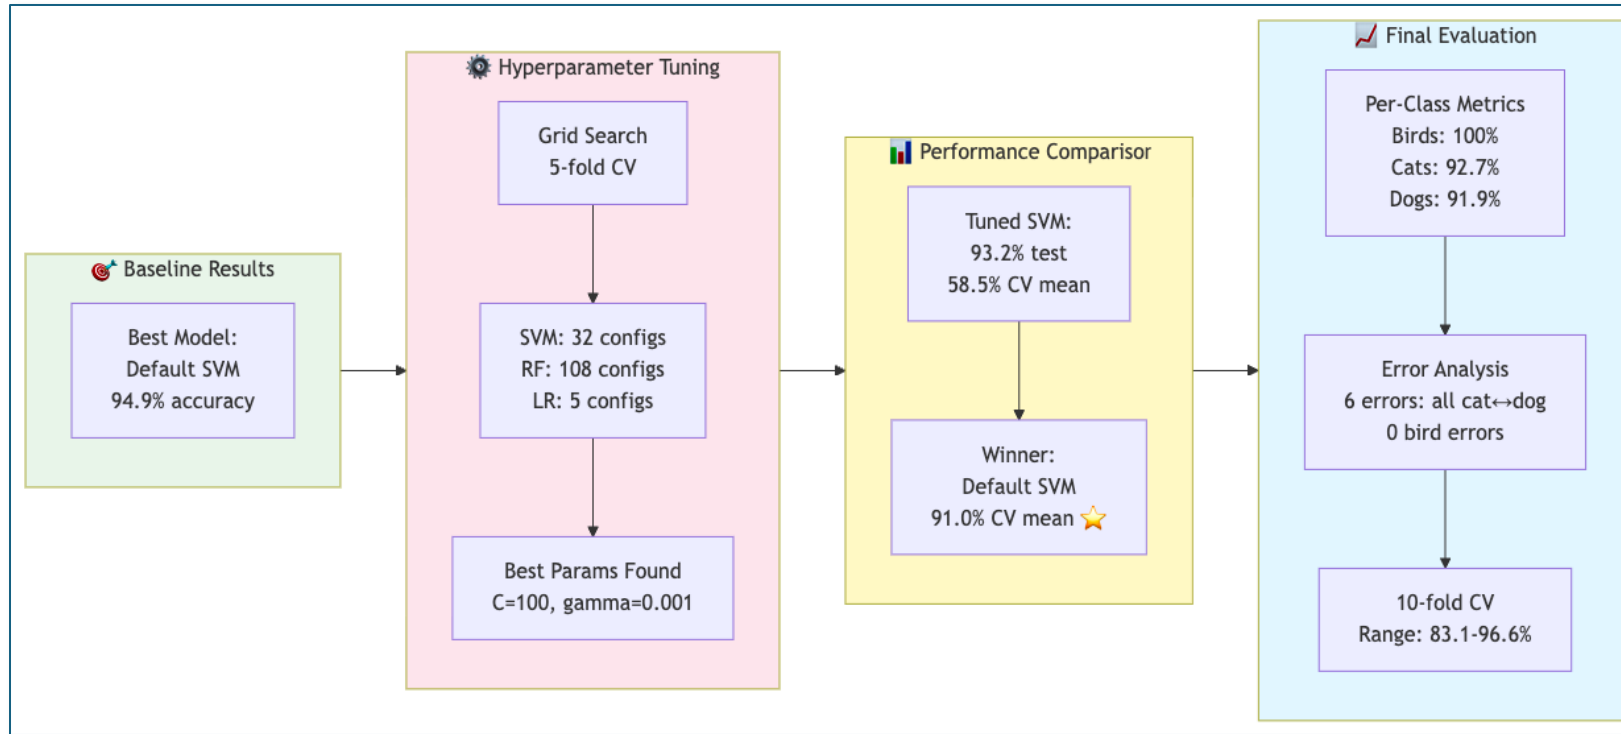 🎯 Baseline Results
Best Model:
Default SVM
94.9% accuracy
⚙️ Hyperparameter Tuning
Grid Search
5-fold CV
SVM: 32 configs
RF: 108 configs
LR: 5 configs
Best Params Found
C=100, gamma=0.001
📊 Performance Comparisor
Tuned SVM:
93.2% test
58.5% CV mean
Winner:
Default SVM
91.0% CV mean ⭐
📈 Final Evaluation
Per-Class Metrics
Birds: 100%
Cats: 92.7%
Dogs: 91.9%
Error Analysis
6 errors: all cat↔dog
0 bird errors
10-fold CV
Range: 83.1-96.6%